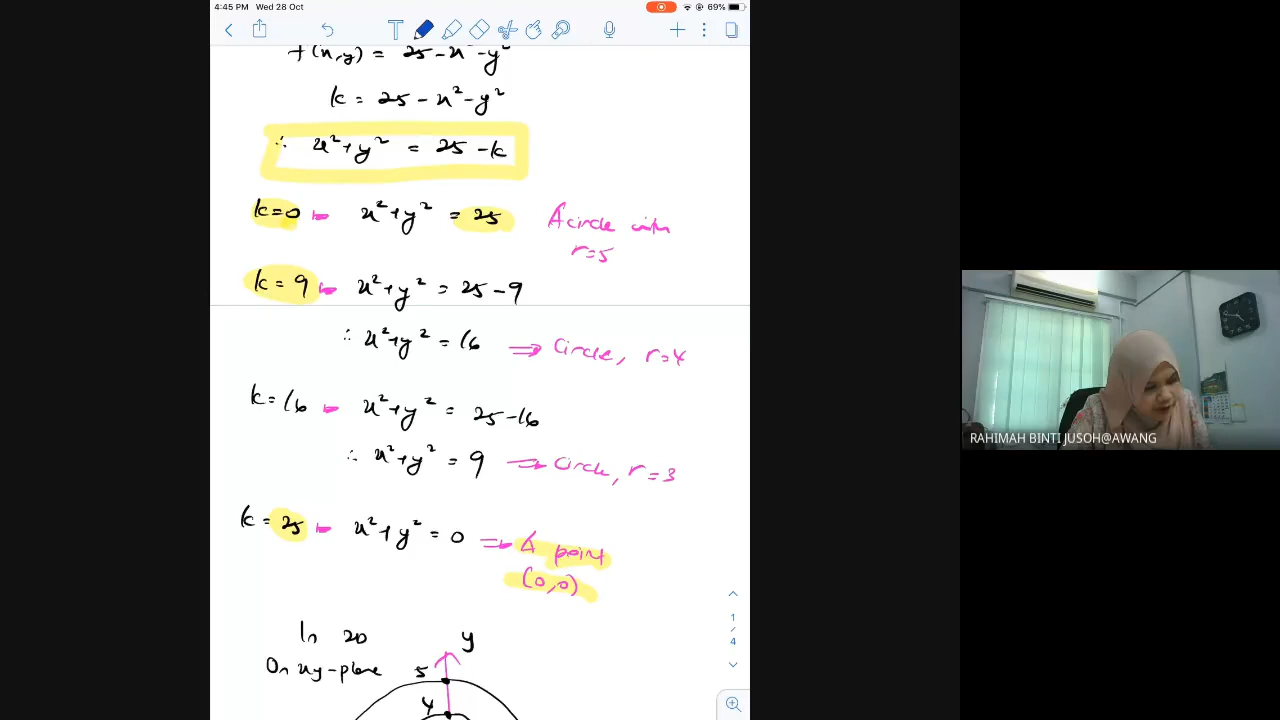 4:45 PM Wed 28 Oct
69%
T
f(x,y) = 25 - x² - y²
k = 25 - x² - y²
∴ x² + y² = 25 - k
k=0 x² + y² = 25 A circle with
r=5
k = 9 x² + y² = 25 - 9
∴ x² + y² = 16 ⇒ Circle, r=4
k = 16 x² + y² = 25 - 16
∴ x² + y² = 9 ⇒ Circle, r = 3
k = 25 x² + y² = 0 ⇒ A point
(0,0)
In 2D y
On xy-plane 5
4
1
/
4
RAHIMAH BINTI JUSOH@AWANG